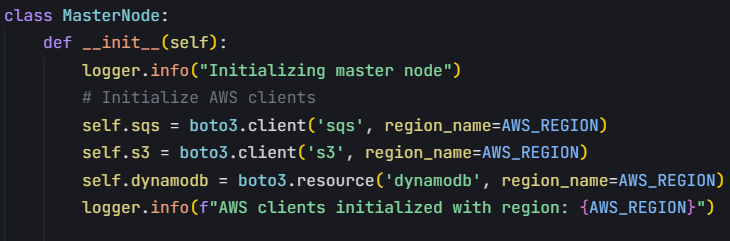 class MasterNode:
    def __init__(self):
        logger.info("Initializing master node")
        # Initialize AWS clients
        self.sqs = boto3.client('sqs', region_name=AWS_REGION)
        self.s3 = boto3.client('s3', region_name=AWS_REGION)
        self.dynamodb = boto3.resource('dynamodb', region_name=AWS_REGION)
        logger.info(f"AWS clients initialized with region: {AWS_REGION}")